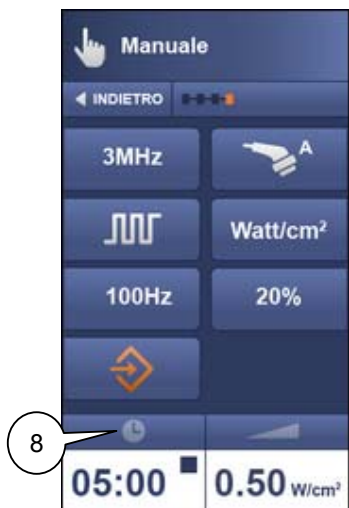 Manuale
INDIETRO
3MHz
A
Watt/cm²
100Hz
20%
8
05:00
0.50 W/cm²